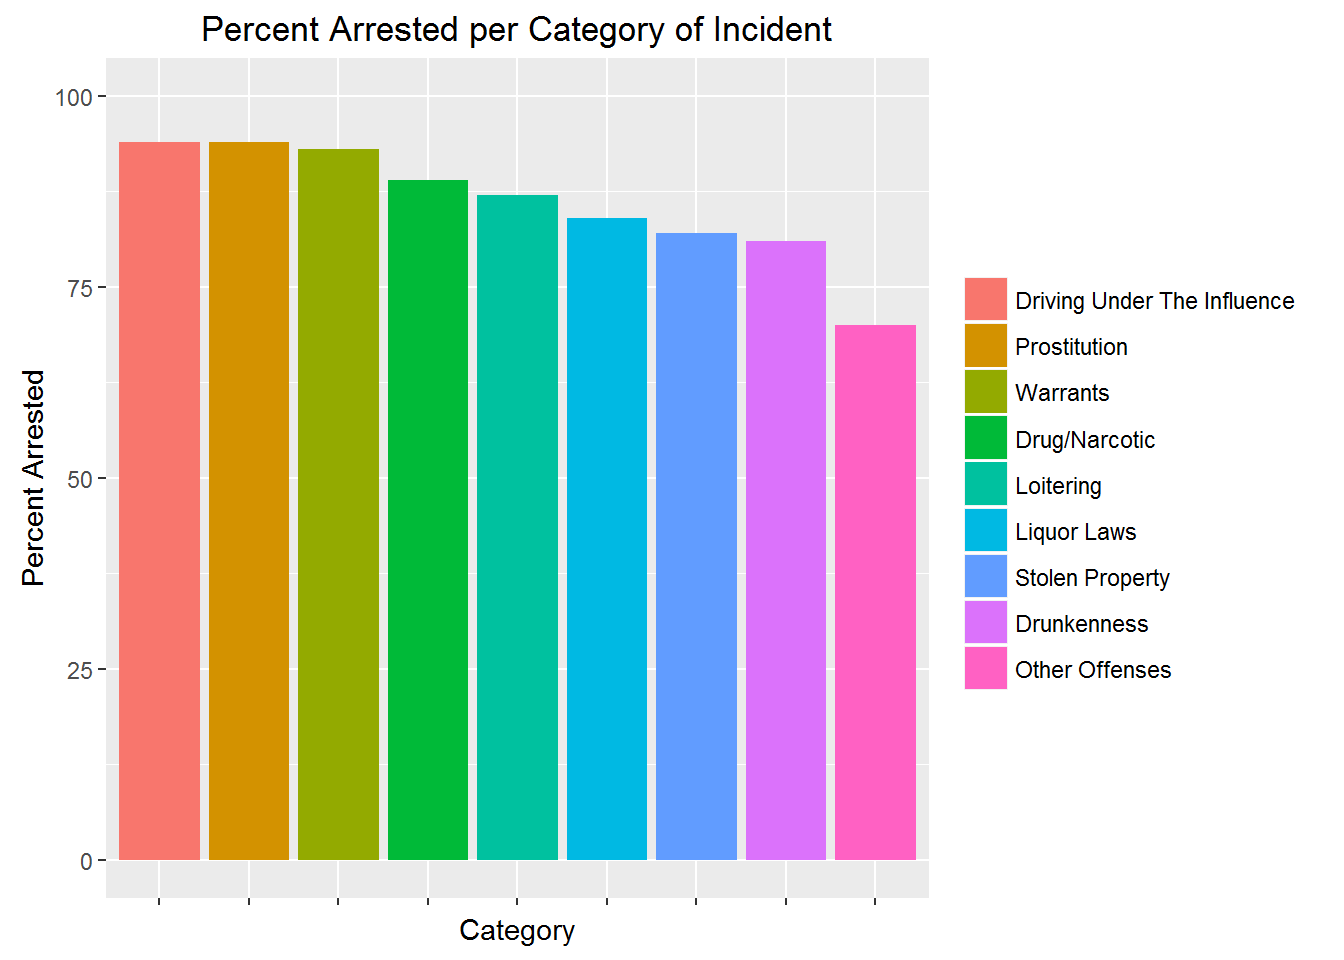 Percent Arrested per Category of Incident
100
75
50
25
0
Percent Arrested
Category
Driving Under The Influence
Prostitution
Warrants
Drug/Narcotic
Loitering
Liquor Laws
Stolen Property
Drunkenness
Other Offenses